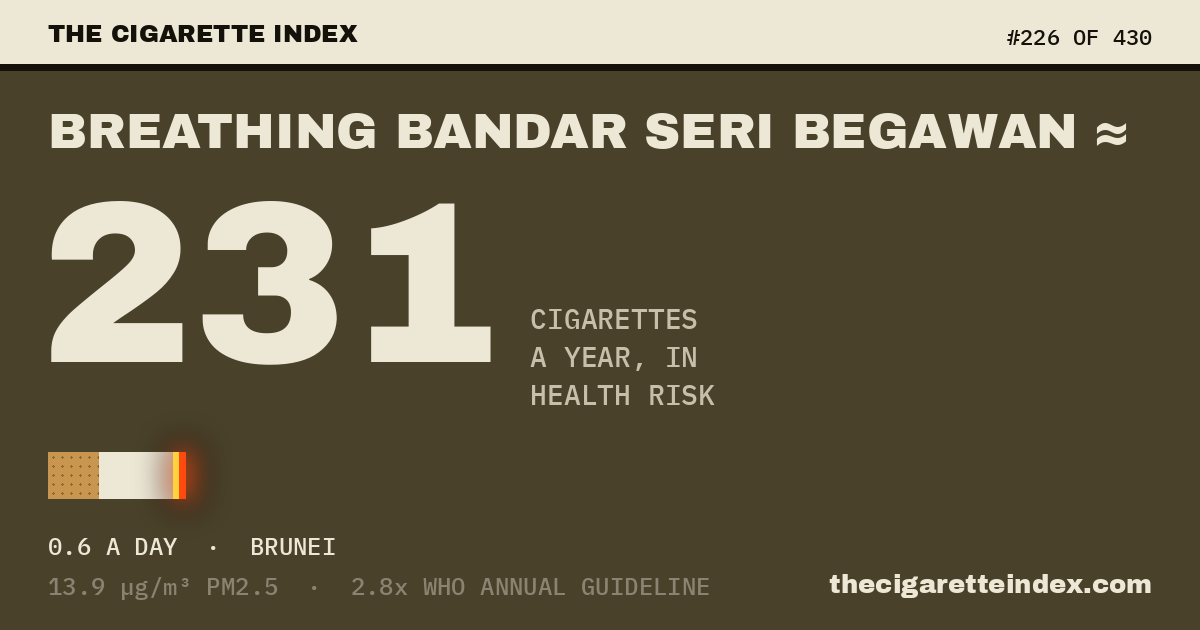 THE CIGARETTE INDEX
#226 OF 430
BREATHING BANDAR SERI BEGAWAN ≈
231
CIGARETTES
A YEAR, IN
HEALTH RISK
0.6 A DAY · BRUNEI
13.9 µg/m³ PM2.5 · 2.8x WHO ANNUAL GUIDELINE
thecigaretteindex.com